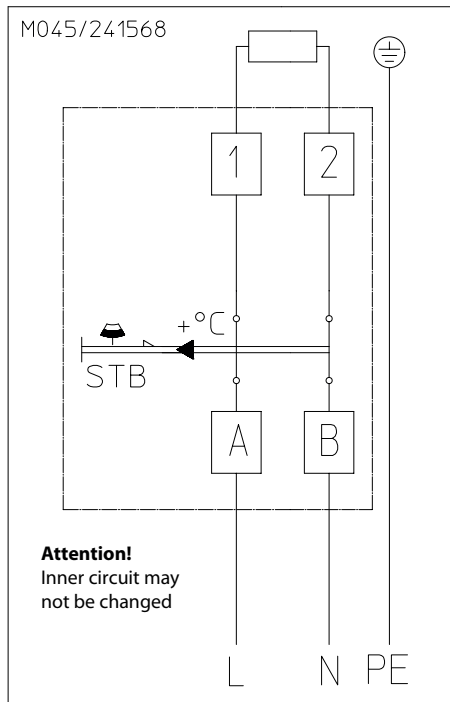 M045/241568
1 2
+°C
STB
A B
Attention!
Inner circuit may
not be changed
L N PE